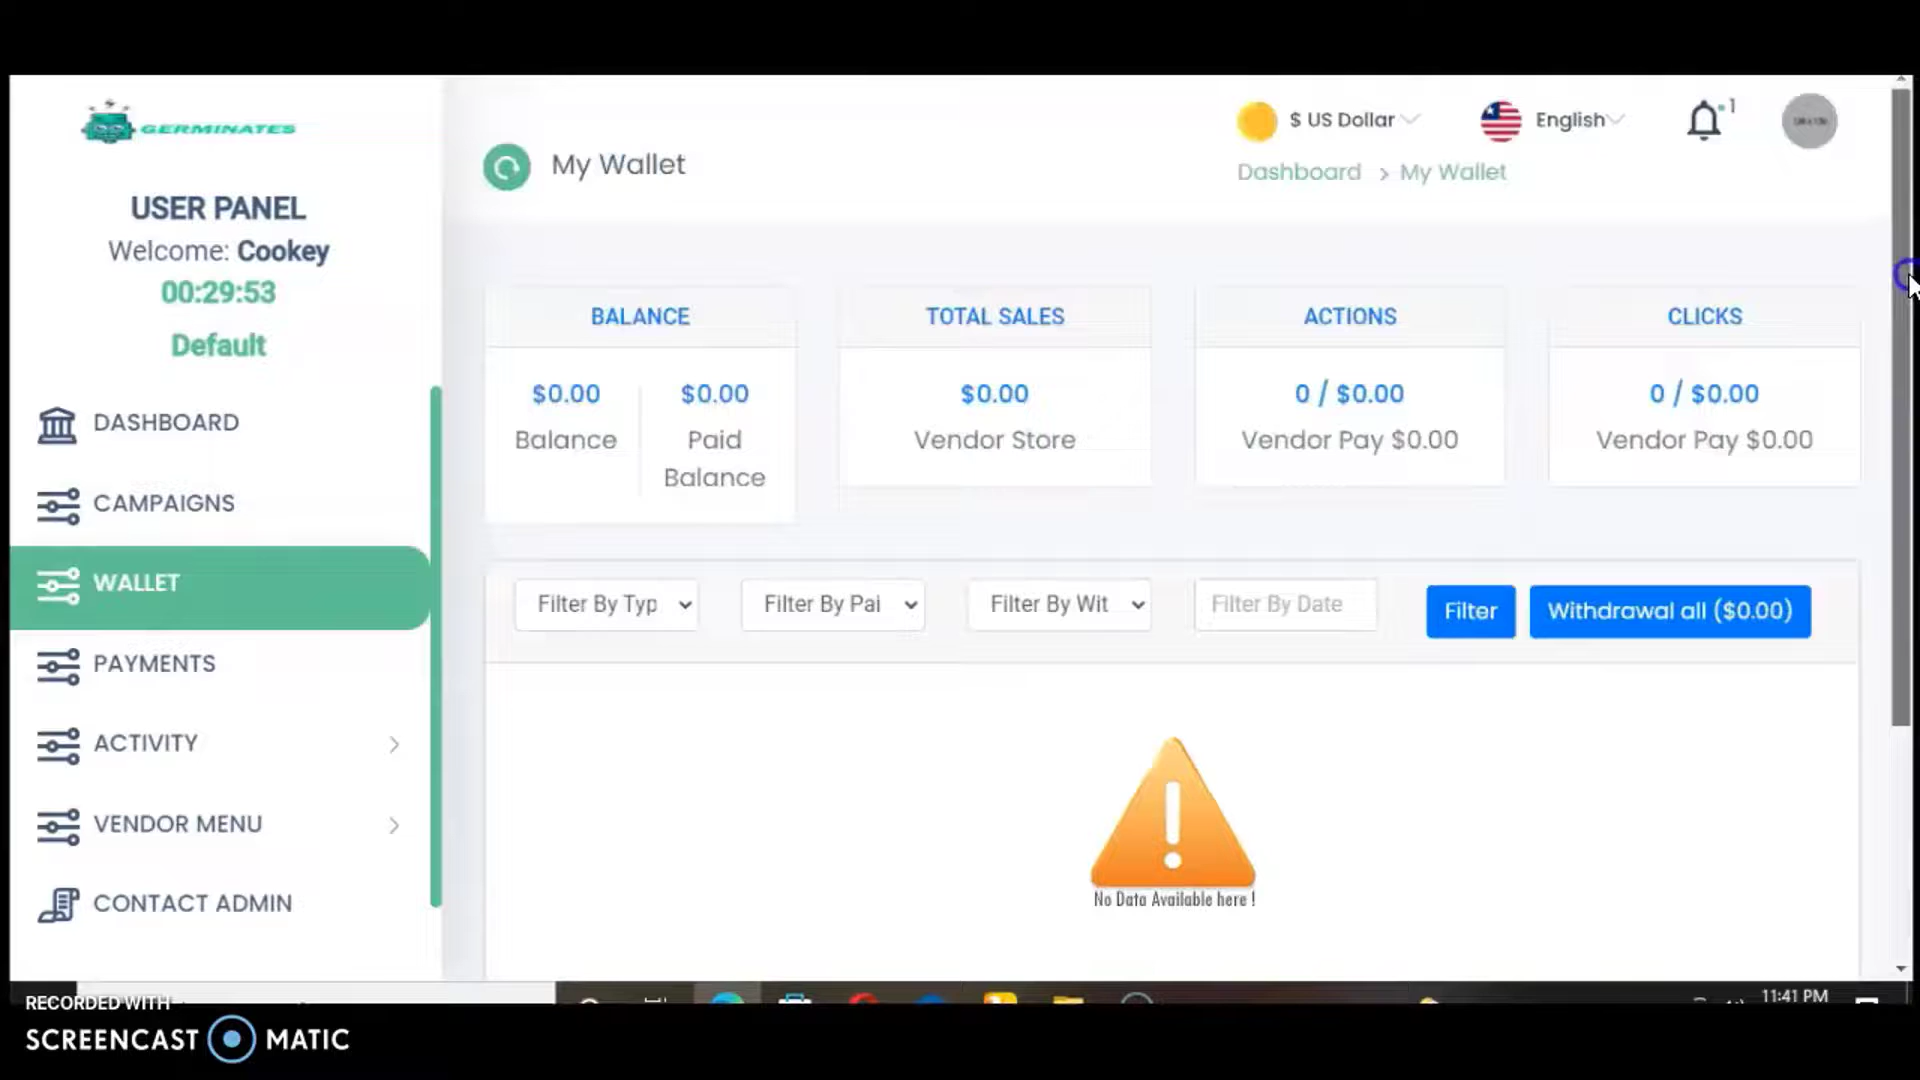 GERMINATES
USER PANEL
Welcome: Cookey
00:29:53
Default
DASHBOARD
CAMPAIGNS
WALLET
PAYMENTS
ACTIVITY
VENDOR MENU
CONTACT ADMIN
My Wallet
$ US Dollar
English
1
Dashboard > My Wallet
BALANCE
$0.00
Balance
$0.00
Paid
Balance
TOTAL SALES
$0.00
Vendor Store
ACTIONS
0 / $0.00
Vendor Pay $0.00
CLICKS
0 / $0.00
Vendor Pay $0.00
Filter By Typ
Filter By Pai
Filter By Wit
Filter By Date
Filter
Withdrawal all ($0.00)
No Data Available here !
11:41 PM
RECORDED WITH
SCREENCAST MATIC